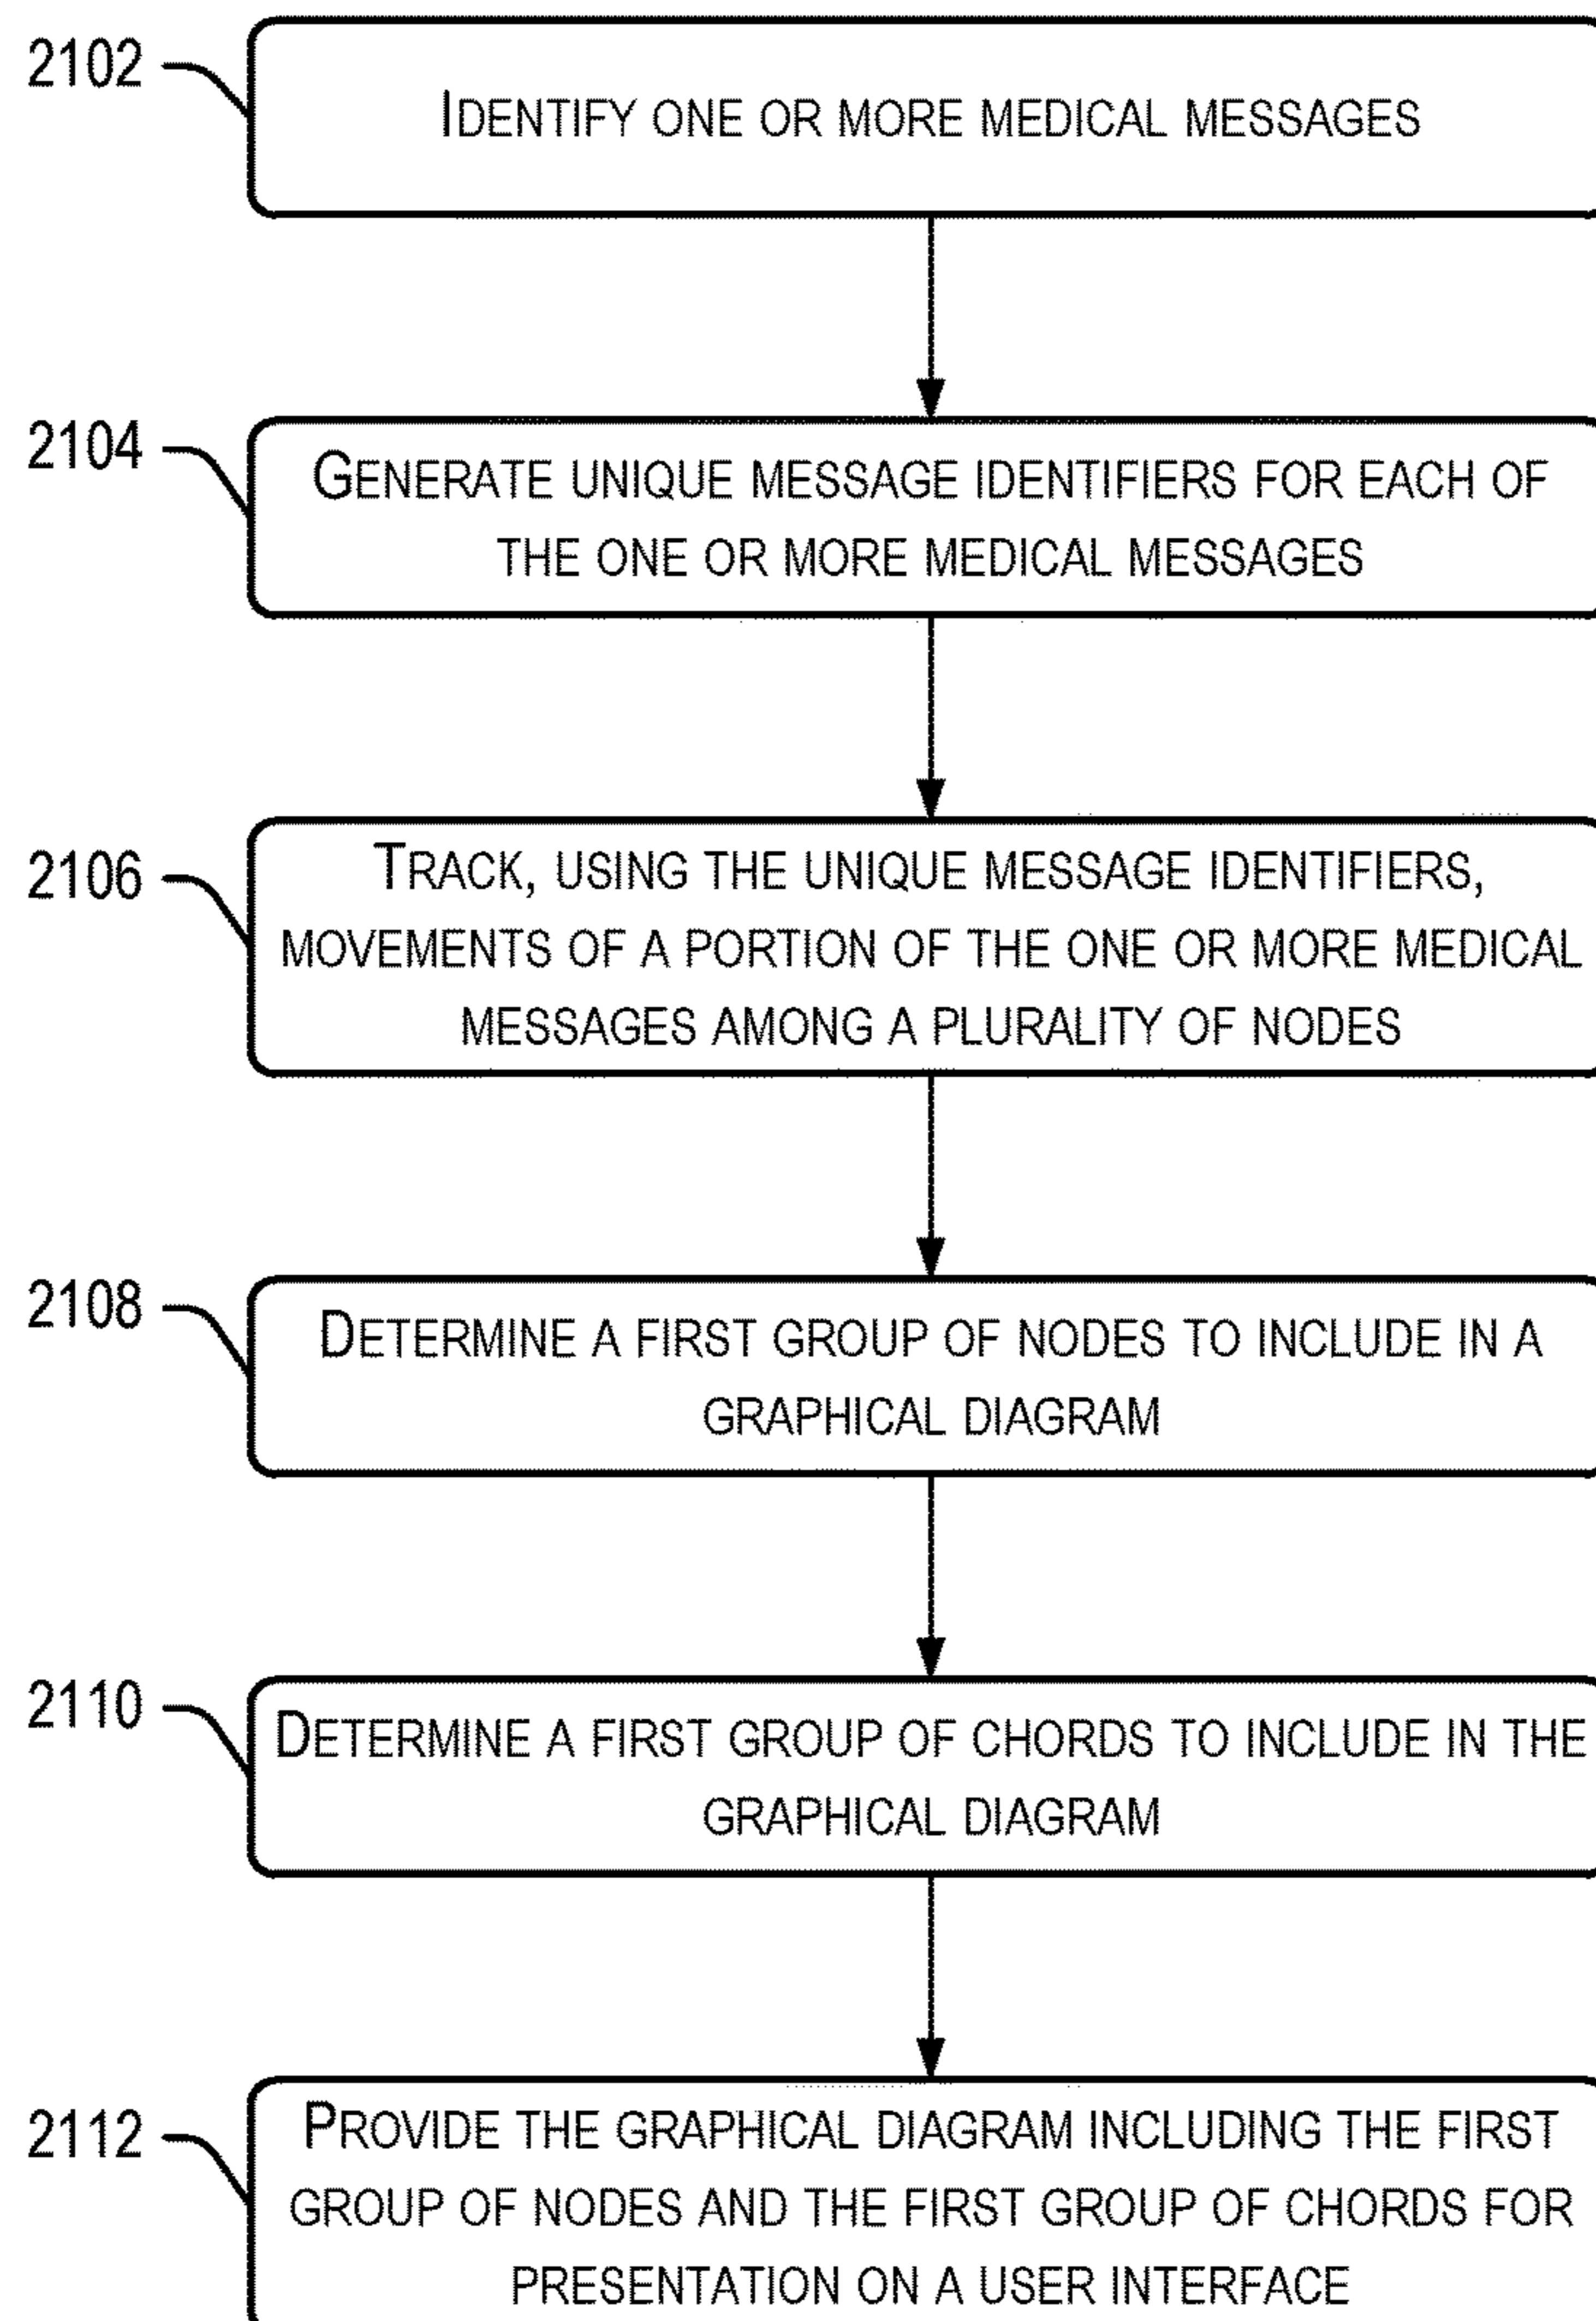 2102
IDENTIFY ONE OR MORE MEDICAL MESSAGES
2104
GENERATE UNIQUE MESSAGE IDENTIFIERS FOR EACH OF
THE ONE OR MORE MEDICAL MESSAGES
2106
TRACK, USING THE UNIQUE MESSAGE IDENTIFIERS,
MOVEMENTS OF A PORTION OF THE ONE OR MORE MEDICAL
MESSAGES AMONG A PLURALITY OF NODES
2108
DETERMINE A FIRST GROUP OF NODES TO INCLUDE IN A
GRAPHICAL DIAGRAM
2110
DETERMINE A FIRST GROUP OF CHORDS TO INCLUDE IN THE
GRAPHICAL DIAGRAM
2112
PROVIDE THE GRAPHICAL DIAGRAM INCLUDING THE FIRST
GROUP OF NODES AND THE FIRST GROUP OF CHORDS FOR
PRESENTATION ON A USER INTERFACE